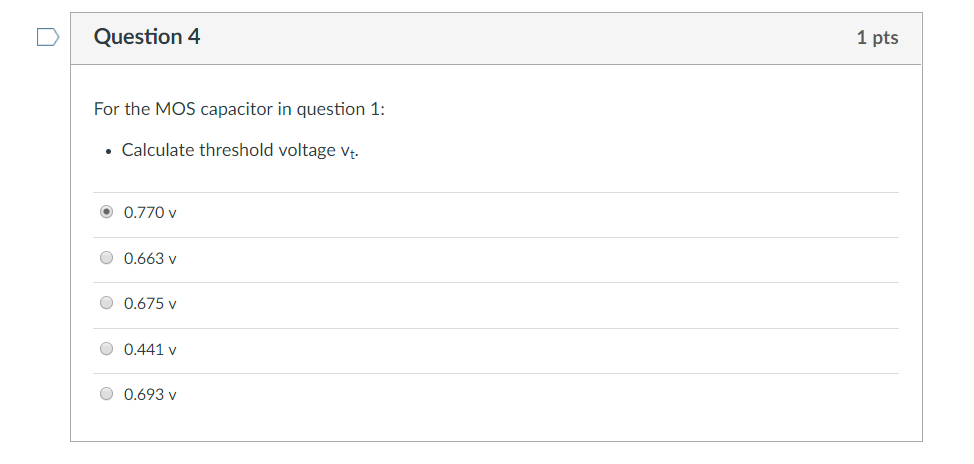 Question 4
1 pts
For the MOS capacitor in question 1:
• Calculate threshold voltage vt.
0.770 v
0.663 v
0.675 v
0.441 v
0.693 v